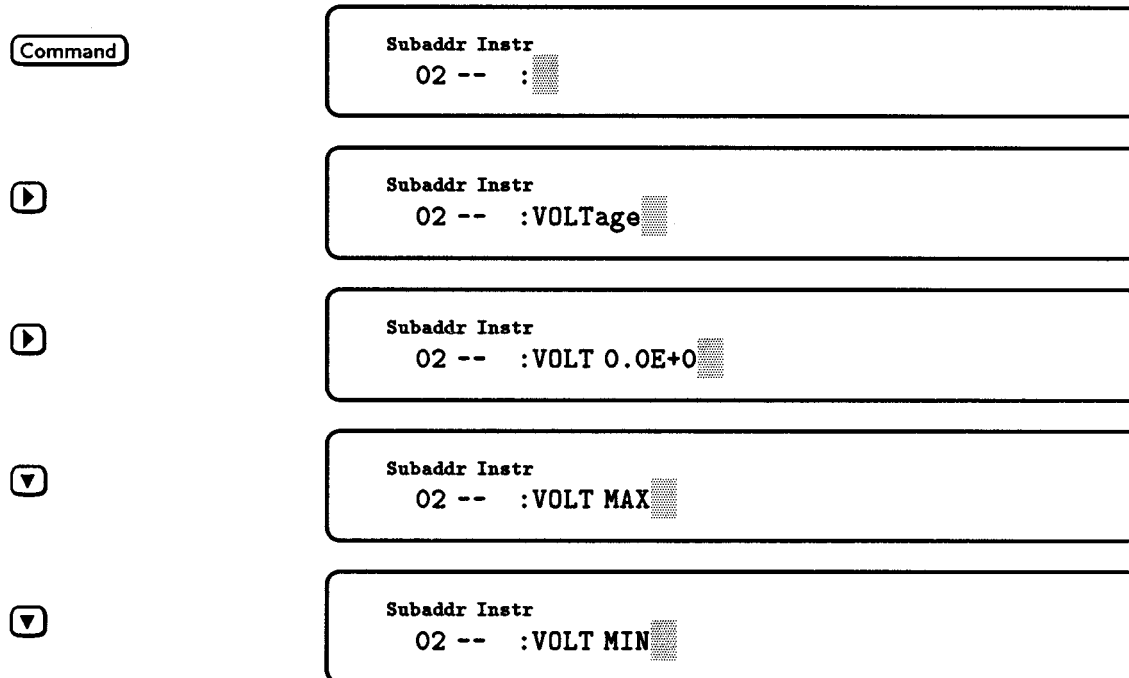 Command
Subaddr Instr
02 -- :
Subaddr Instr
02 -- :VOLTage
Subaddr Instr
02 -- :VOLT 0.0E+0
Subaddr Instr
02 -- :VOLT MAX
Subaddr Instr
02 -- :VOLT MIN